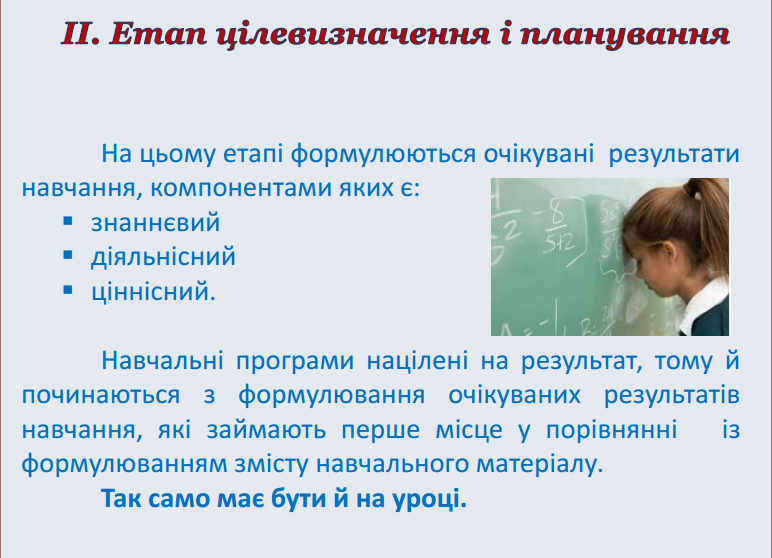 II. Етап цілевизначення і планування
На цьому етапі формулюються очікувані результати
навчання, компонентами яких є:
▪ знаннєвий
▪ діяльнісний
▪ ціннісний.
Навчальні програми націлені на результат, тому й
починаються з формулювання очікуваних результатів
навчання, які займають перше місце у порівнянні із
формулюванням змісту навчального матеріалу.
Так само має бути й на уроці.